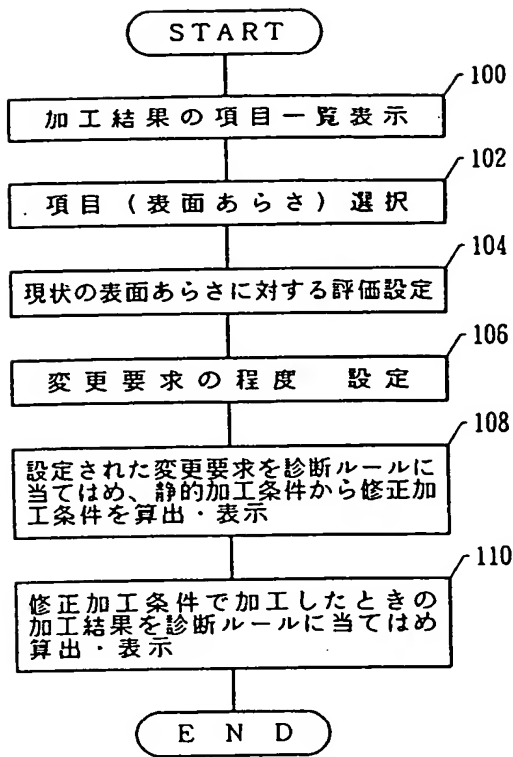 START
100
加工結果の項目一覧表示
102
項目(表面あらさ)選択
104
現状の表面あらさに対する評価設定
106
変更要求の程度 設定
108
設定された変更要求を診断ルールに
当てはめ、静的加工条件から修正加
工条件を算出・表示
110
修正加工条件で加工したときの
加工結果を診断ルールに当てはめ
算出・表示
END